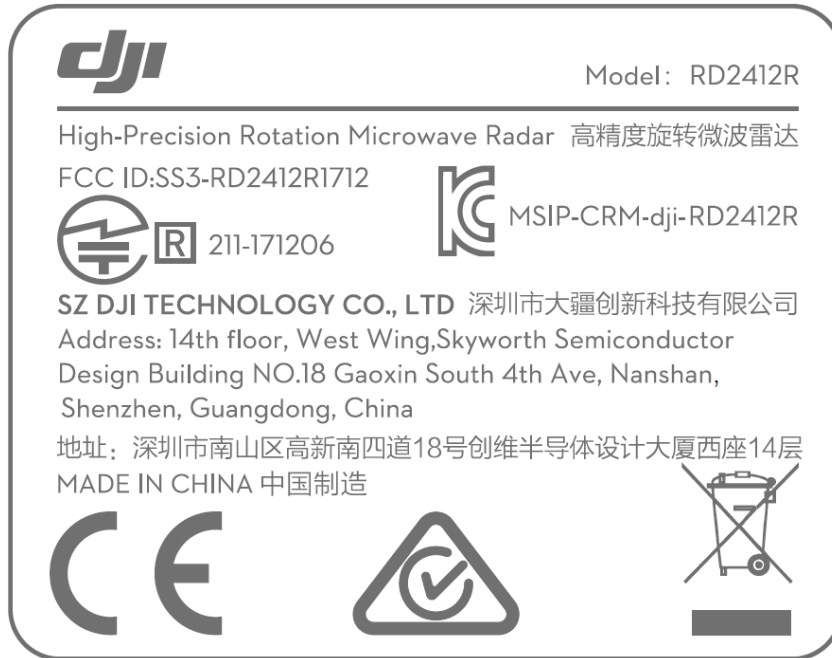 dji
Model: RD2412R
High-Precision Rotation Microwave Radar 高精度旋转微波雷达
FCC ID:SS3-RD2412R1712
R 211-171206
MSIP-CRM-dji-RD2412R
SZ DJI TECHNOLOGY CO., LTD 深圳市大疆创新科技有限公司
Address: 14th floor, West Wing,Skyworth Semiconductor
Design Building NO.18 Gaoxin South 4th Ave, Nanshan,
Shenzhen, Guangdong, China
地址：深圳市南山区高新南四道18号创维半导体设计大厦西座14层
MADE IN CHINA 中国制造
CE